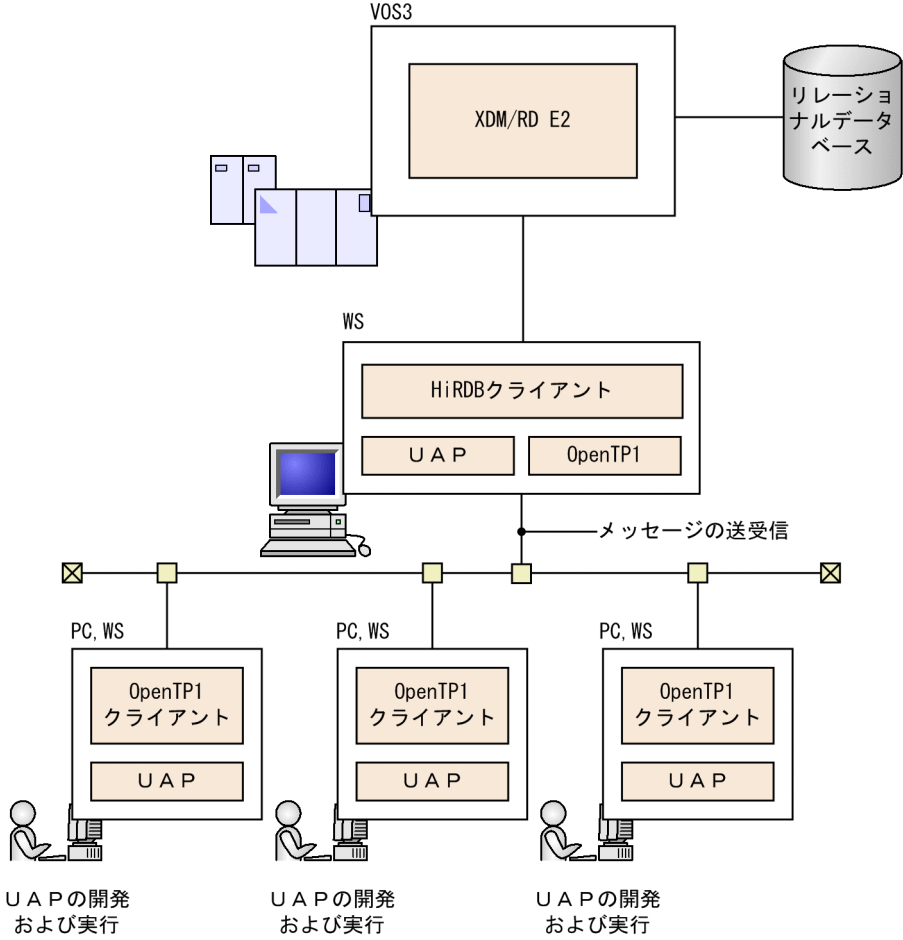 VOS3
XDM/RD E2
リレーショ
ナルデータ
ベース
WS
HiRDBクライアント
ＵＡＰ
OpenTP1
メッセージの送受信
PC,WS
PC,WS
PC,WS
OpenTP1
クライアント
OpenTP1
クライアント
OpenTP1
クライアント
ＵＡＰ
ＵＡＰ
ＵＡＰ
ＵＡＰの開発
および実行
ＵＡＰの開発
および実行
ＵＡＰの開発
および実行